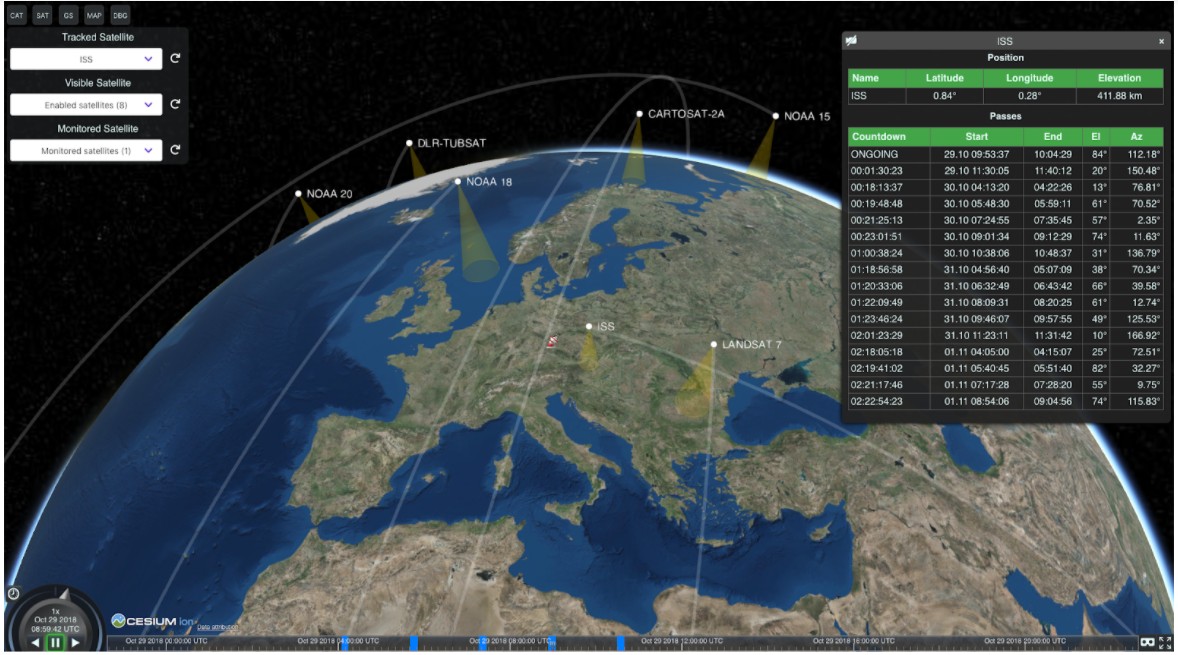 CAT SAT GS MAP DBG
Tracked Satellite
ISS
Visible Satellite
Enabled satellites (8)
Monitored Satellite
Monitored satellites (1)
CARTOSAT-2A
NOAA 15
DLR-TUBSAT
NOAA 18
NOAA 20
ISS
LANDSAT 7
ISS
×
Position
Name Latitude Longitude Elevation
ISS 0.84° 0.28° 411.88 km
Passes
Countdown Start End El Az
ONGOING 29.10 09:53:37 10:04:29 84° 112.18°
00:01:30:23 29.10 11:30:05 11:40:12 20° 150.48°
00:18:13:37 30.10 04:13:20 04:22:26 13° 76.81°
00:19:48:48 30.10 05:48:30 05:59:11 61° 70.52°
00:21:25:13 30.10 07:24:55 07:35:45 57° 2.35°
00:23:01:51 30.10 09:01:34 09:12:29 74° 11.63°
01:00:38:24 30.10 10:38:06 10:48:37 31° 136.79°
01:18:56:58 31.10 04:56:40 05:07:09 38° 70.34°
01:20:33:06 31.10 06:32:49 06:43:42 66° 39.58°
01:22:09:49 31.10 08:09:31 08:20:25 61° 12.74°
01:23:46:24 31.10 09:46:07 09:57:55 49° 125.53°
02:01:23:29 31.10 11:23:11 11:31:42 10° 166.92°
02:18:05:18 01.11 04:05:00 04:15:07 25° 72.51°
02:19:41:02 01.11 05:40:45 05:51:40 82° 32.27°
02:21:17:46 01.11 07:17:28 07:28:20 55° 9.75°
02:22:54:23 01.11 08:54:06 09:04:56 74° 115.83°
1x
Oct 29 2018
08:59:42 UTC
CESIUM ion
Data attribution
Oct 29 2018 00:00:00 UTC Oct 29 2018 04:00:00 UTC Oct 29 2018 08:00:00 UTC Oct 29 2018 12:00:00 UTC Oct 29 2018 16:00:00 UTC Oct 29 2018 20:00:00 UTC